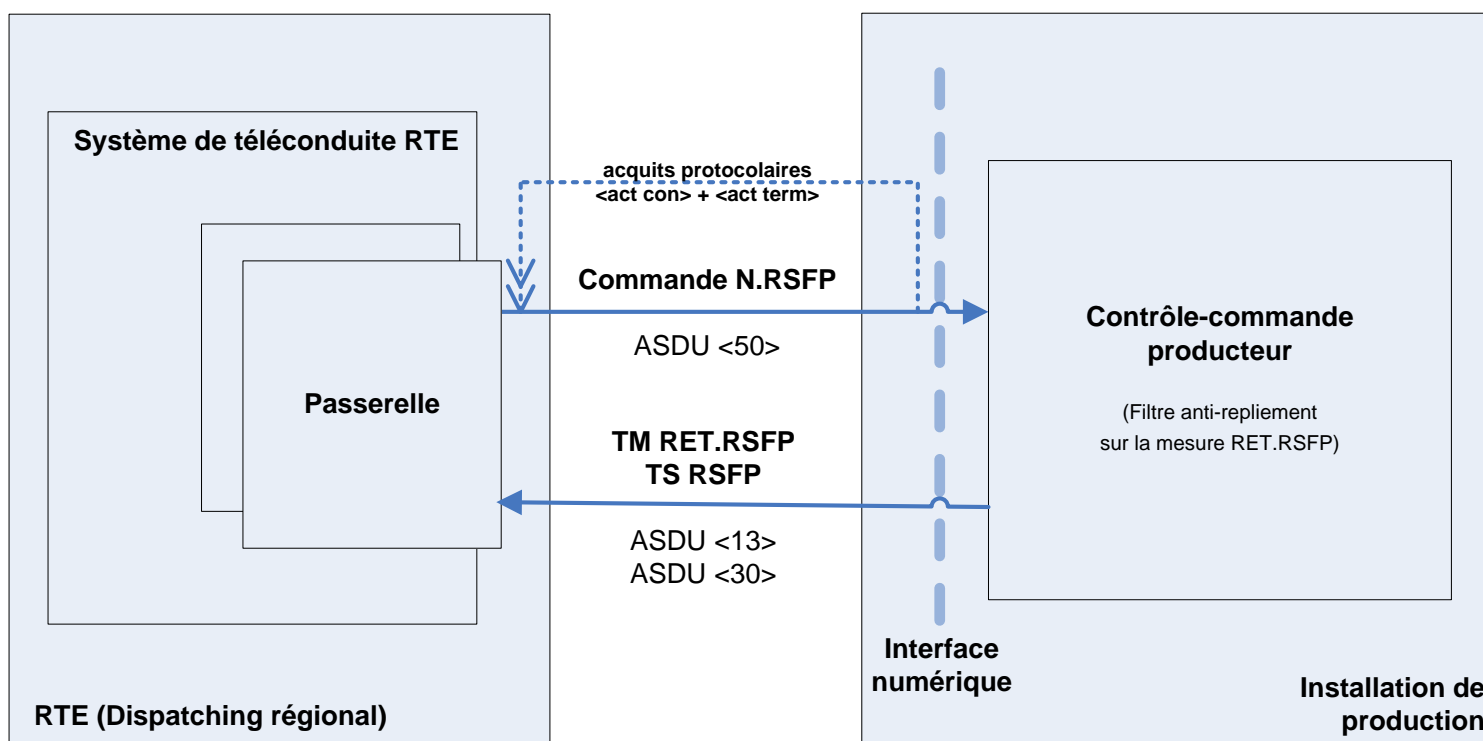 Système de téléconduite RTE
Passerelle
RTE (Dispatching régional)
acquits protocolaires
<act con> + <act term>
Commande N.RSFP
ASDU <50>
TM RET.RSFP
TS RSFP
ASDU <13>
ASDU <30>
Interface
numérique
Contrôle-commande
producteur
(Filtre anti-repliement
sur la mesure RET.RSFP)
Installation de
production